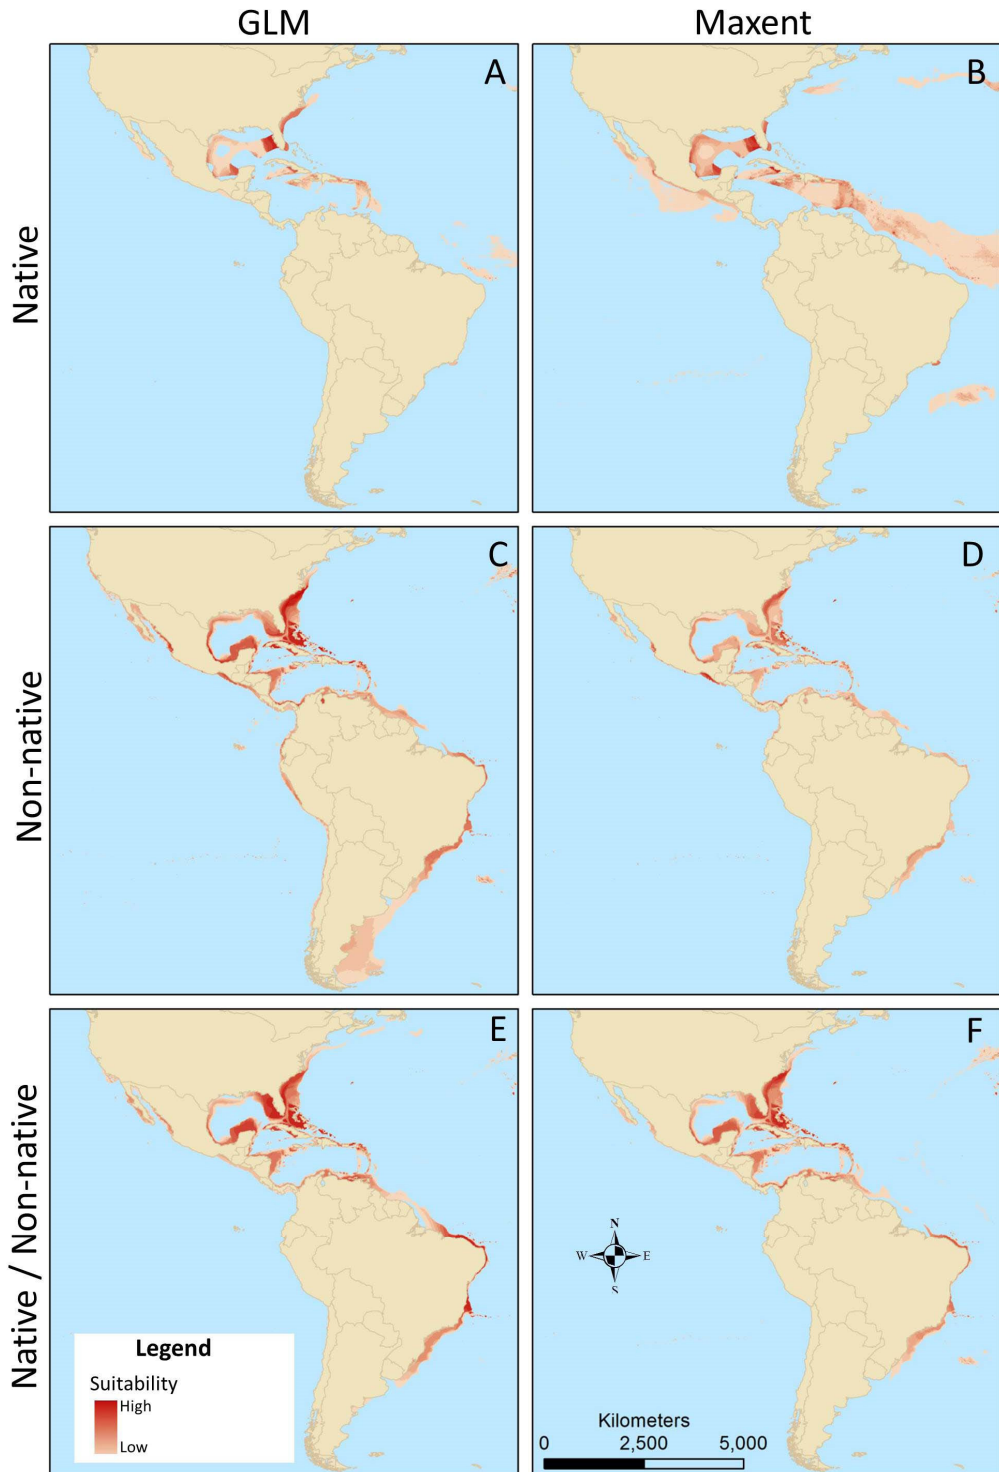 GLM
Maxent
A
B
Native
C
D
Non-native
E
F
Native / Non-native
N
W
E
S
Legend
Suitability
High
Low
Kilometers
0
2,500
5,000